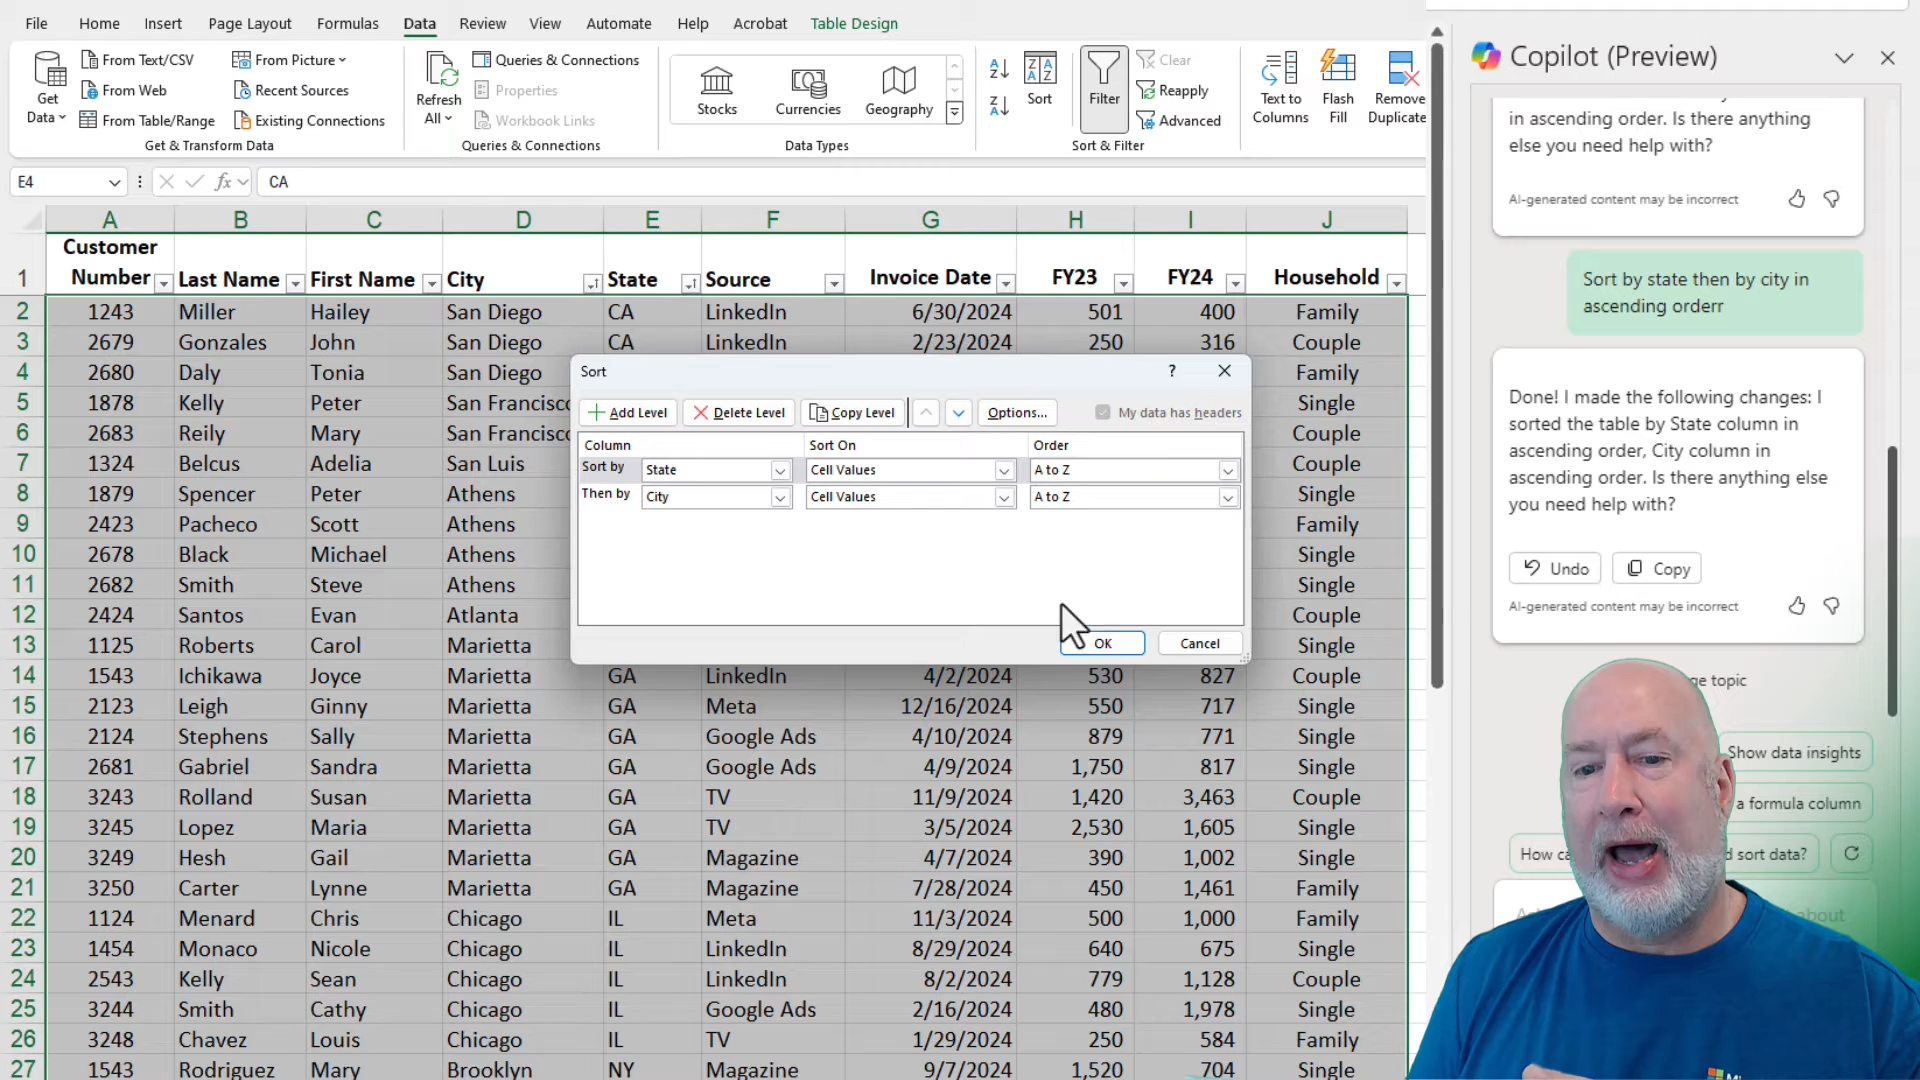 File Home Insert Page Layout Formulas Data Review View Automate Help Acrobat Table Design
Get Data
From Text/CSV
From Web
From Table/Range
From Picture
Recent Sources
Existing Connections
Get & Transform Data
Refresh All
Queries & Connections
Properties
Workbook Links
Queries & Connections
Stocks
Currencies
Geography
Data Types
Sort
Filter
Clear
Reapply
Advanced
Sort & Filter
Text to Columns
Flash Fill
Remove Duplicate
E4 fx CA
A B C D E F G H I J
1 Customer Number Last Name First Name City State Source Invoice Date FY23 FY24 Household
2 1243 Miller Hailey San Diego CA LinkedIn 6/30/2024 501 400 Family
3 2679 Gonzales John San Diego CA LinkedIn 2/23/2024 250 316 Couple
4 2680 Daly Tonia San Diego Family
5 1878 Kelly Peter San Francisco Single
6 2683 Reily Mary San Francisco Couple
7 1324 Belcus Adelia San Luis Couple
8 1879 Spencer Peter Athens Single
9 2423 Pacheco Scott Athens Family
10 2678 Black Michael Athens Single
11 2682 Smith Steve Athens Single
12 2424 Santos Evan Atlanta Couple
13 1125 Roberts Carol Marietta Single
14 1543 Ichikawa Joyce Marietta GA LinkedIn 4/2/2024 530 827 Couple
15 2123 Leigh Ginny Marietta GA Meta 12/16/2024 550 717 Single
16 2124 Stephens Sally Marietta GA Google Ads 4/10/2024 879 771 Single
17 2681 Gabriel Sandra Marietta GA Google Ads 4/9/2024 1,750 817 Single
18 3243 Rolland Susan Marietta GA TV 11/9/2024 1,420 3,463 Couple
19 3245 Lopez Maria Marietta GA TV 3/5/2024 2,530 1,605 Single
20 3249 Hesh Gail Marietta GA Magazine 4/7/2024 390 1,002 Single
21 3250 Carter Lynne Marietta GA Magazine 7/28/2024 450 1,461 Family
22 1124 Menard Chris Chicago IL Meta 11/3/2024 500 1,000 Family
23 1454 Monaco Nicole Chicago IL LinkedIn 8/29/2024 640 675 Single
24 2543 Kelly Sean Chicago IL LinkedIn 8/2/2024 779 1,128 Couple
25 3244 Smith Cathy Chicago IL Google Ads 2/16/2024 480 1,978 Single
26 3248 Chavez Louis Chicago IL TV 1/29/2024 250 584 Family
27 1543 Rodriguez Mary Brooklyn NY Magazine 9/7/2024 1,520 704 Single
Sort ?
Add Level Delete Level Copy Level Options... My data has headers
Column Sort On Order
Sort by State Cell Values A to Z
Then by City Cell Values A to Z
OK Cancel
Copilot (Preview)
in ascending order. Is there anything
else you need help with?
AI-generated content may be incorrect
Sort by state then by city in
ascending orderr
Done! I made the following changes: I
sorted the table by State column in
ascending order, City column in
ascending order. Is there anything else
you need help with?
Undo Copy
AI-generated content may be incorrect
topic
Show data insights
a formula column
How sort data?
about